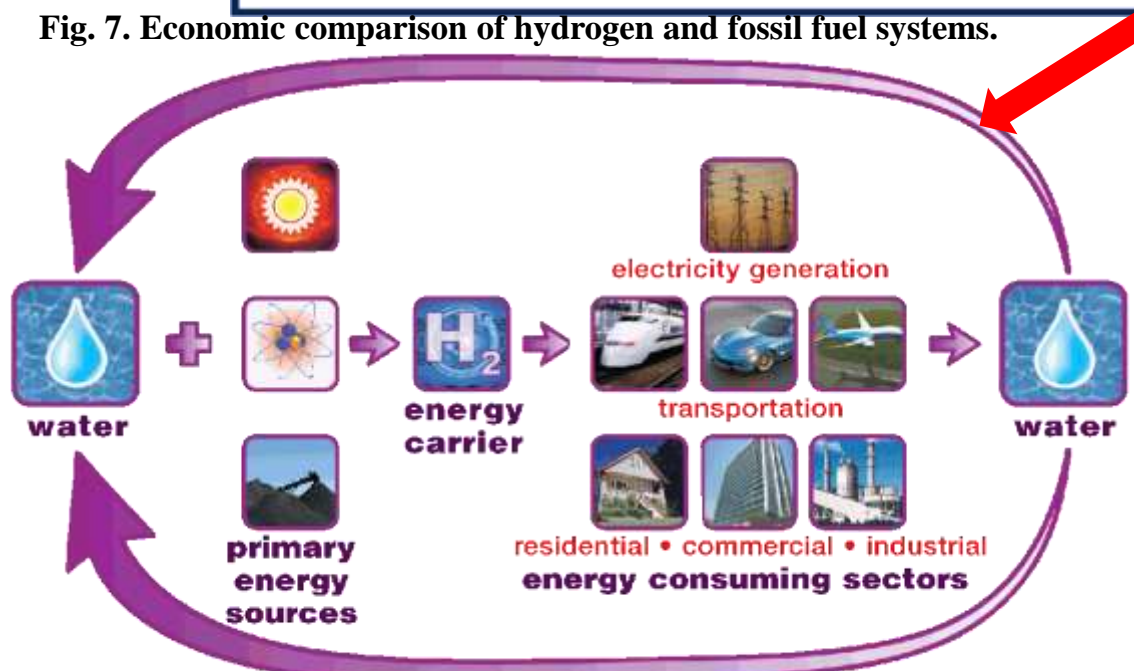 Fig. 7. Economic comparison of hydrogen and fossil fuel systems.
electricity generation
water
H2
energy
carrier
transportation
water
primary
energy
sources
residential • commercial • industrial
energy consuming sectors